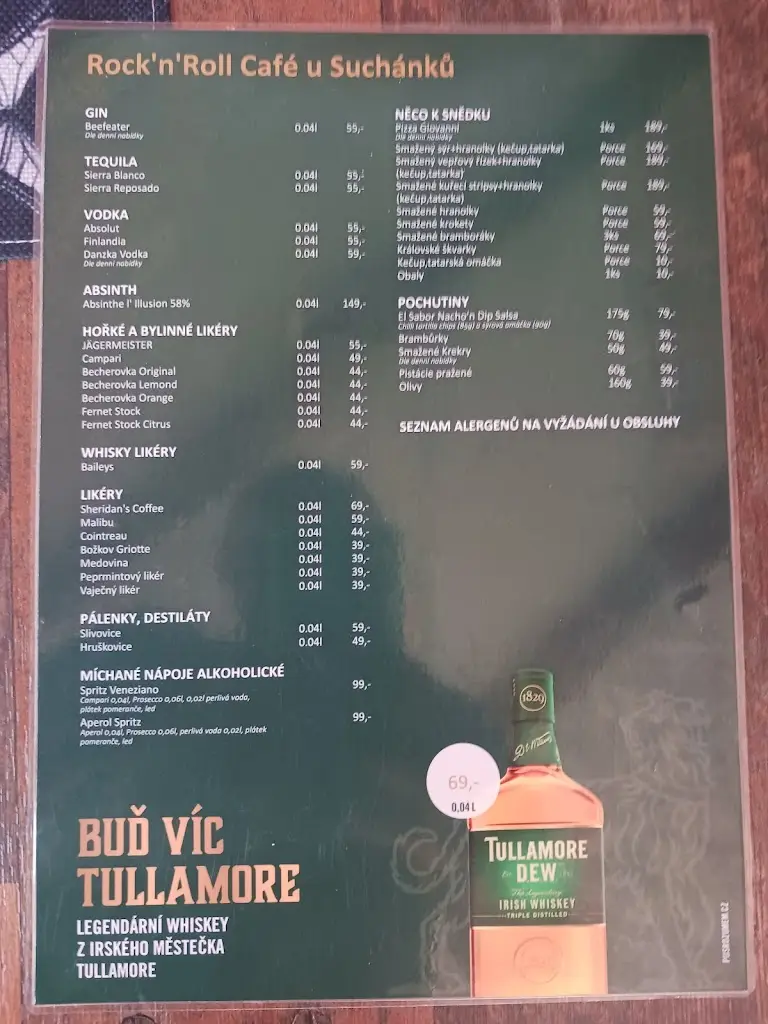 Rock'n'Roll Café u Suchánků
GIN
Beefeater 0.04l 55,-
Dle denní nabídky
TEQUILA
Sierra Blanco 0.04l 55,-
Sierra Reposado 0.04l 55,-
VODKA
Absolut 0.04l 55,-
Finlandia 0.04l 55,-
Danzka Vodka 0.04l 59,-
Dle denní nabídky
ABSINTH
Absinthe l' Illusion 58% 0.04l 149,-
HOŘKÉ A BYLINNÉ LIKÉRY
JÄGERMEISTER 0.04l 55,-
Campari 0.04l 49,-
Becherovka Original 0.04l 44,-
Becherovka Lemond 0.04l 44,-
Becherovka Orange 0.04l 44,-
Fernet Stock 0.04l 44,-
Fernet Stock Citrus 0.04l 44,-
WHISKY LIKÉRY
Baileys 0.04l 59,-
LIKÉRY
Sheridan's Coffee 0.04l 69,-
Malibu 0.04l 59,-
Cointreau 0.04l 44,-
Božkov Griotte 0.04l 39,-
Medovina 0.04l 39,-
Peprmintový likér 0.04l 39,-
Vaječný likér 0.04l 39,-
PÁLENKY, DESTILÁTY
Slivovice 0.04l 59,-
Hruškovice 0.04l 49,-
MÍCHANÉ NÁPOJE ALKOHOLICKÉ
Spritz Veneziano 99,-
Campari 0,04l, Prosecco 0,06l, 0,02l perlivá voda,
plátek pomeranče, led
Aperol Spritz 99,-
Aperol 0,04l, Prosecco 0,06l, perlivá voda 0,02l, plátek
pomeranče, led
NĚCO K SNĚDKU
Pizza Giovanni 1ks 189,-
Dle denní nabídky
Smažený sýr+hranolky (kečup,tatarka) Porce 169,-
Smažený vepřový řízek+hranolky Porce 189,-
(kečup,tatarka)
Smažené kuřecí stripsy+hranolky Porce 189,-
(kečup,tatarka)
Smažené hranolky Porce 59,-
Smažené krokety Porce 59,-
Smažené bramboráky 3ks 69,-
Královské škvarky Porce 79,-
Kečup,tatarská omáčka Porce 10,-
Obaly 1ks 10,-
POCHUTINY
El Sabor Nacho'n Dip Salsa 175g 79,-
Chilli tortilla chips (85g) a sýrová omáčka (90g)
Brambůrky 70g 39,-
Smažené Krekry 90g 49,-
Dle denní nabídky
Pistácie pražené 60g 59,-
Olivy 160g 39,-
SEZNAM ALERGENŮ NA VYŽÁDÁNÍ U OBSLUHY
BUĎ VÍC
TULLAMORE
LEGENDÁRNÍ WHISKEY
Z IRSKÉHO MĚSTEČKA
TULLAMORE
69,-
0,04 L
1829
TULLAMORE
D.E.W.
The Legendary
IRISH WHISKEY
TRIPLE DISTILLED
PIJSROZUMEM.CZ